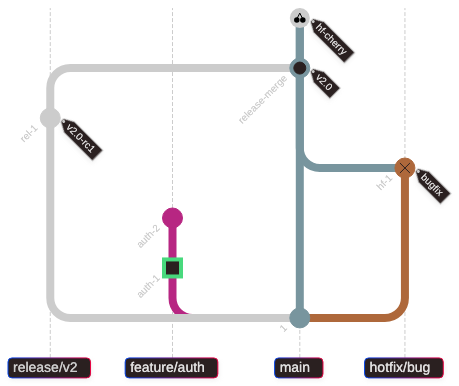 hf-cherry
v2.0
release-merge
v2.0-rc1
rel-1
bugfix
hf-1
auth-2
auth-1
1
release/v2
feature/auth
main
hotfix/bug